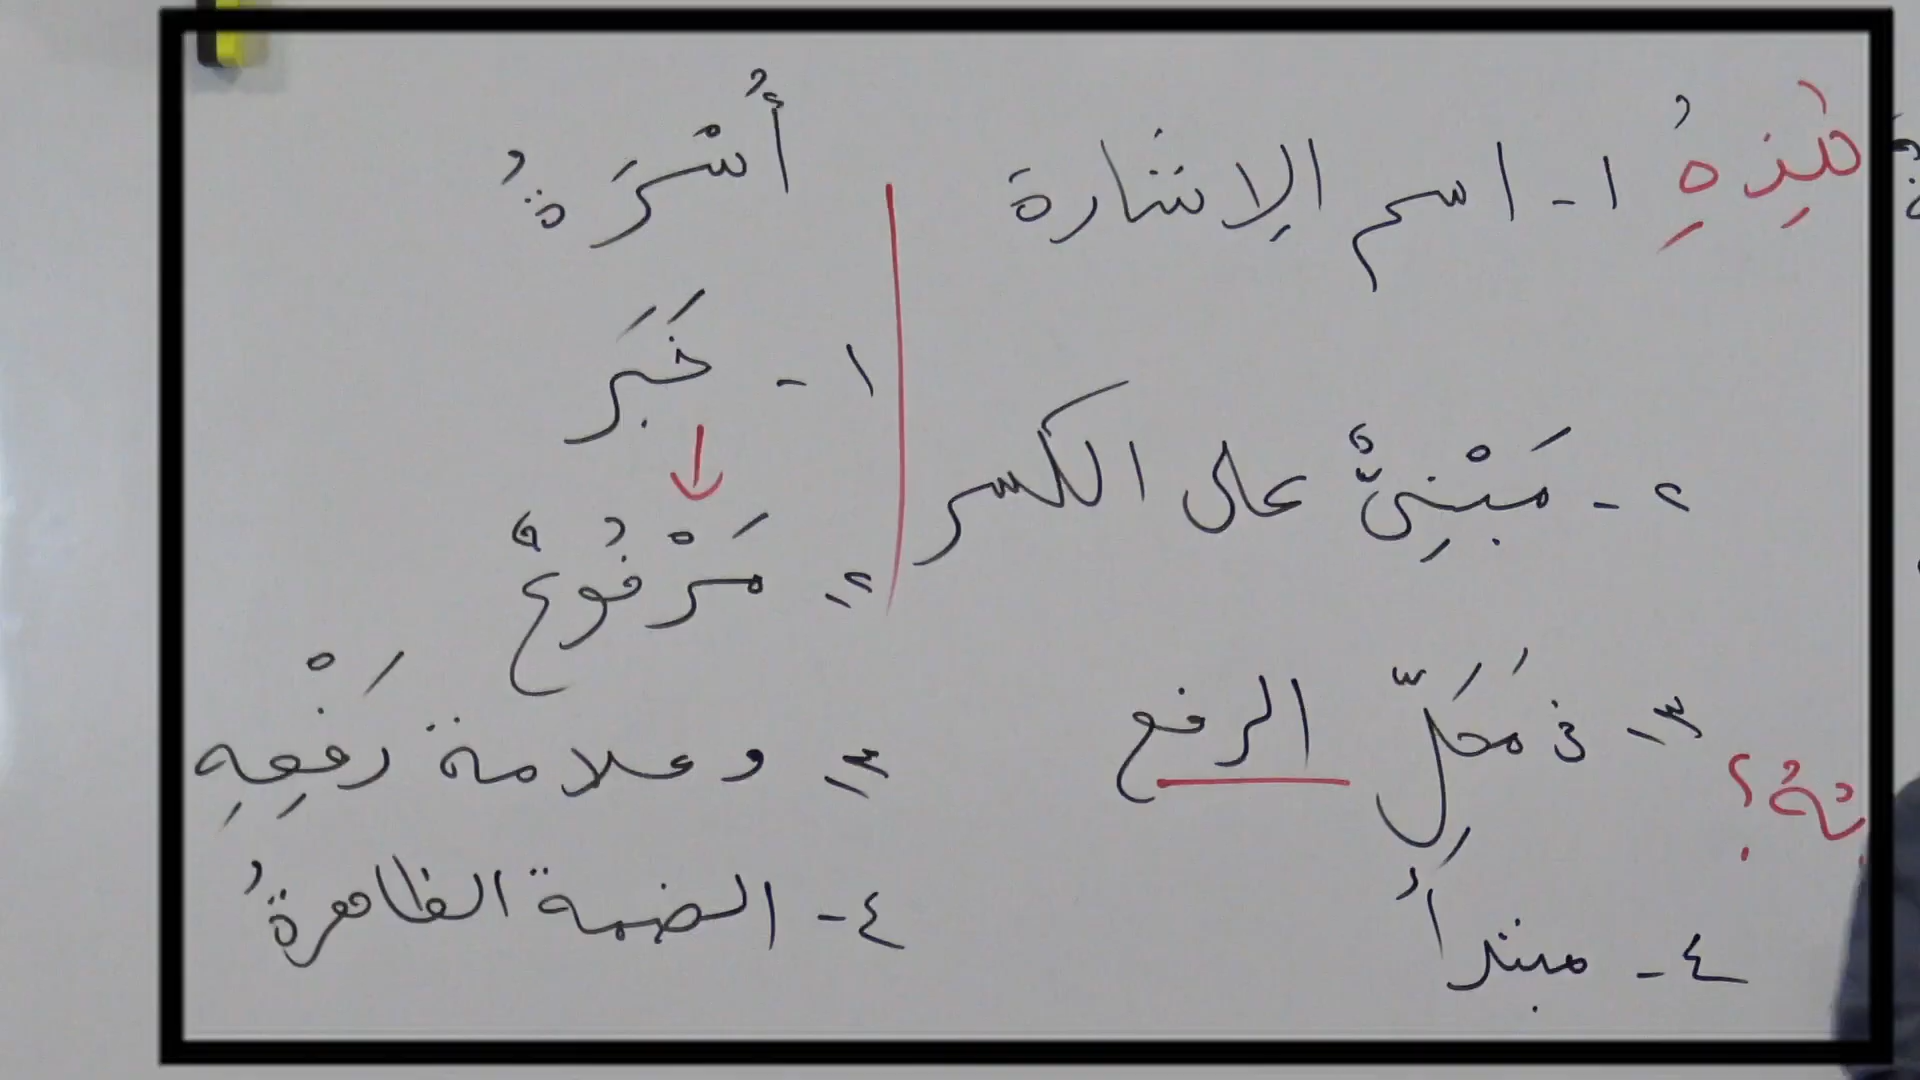 هٰذِهِ ١- اسم الإشارة
٢- مَبْنِيٌّ على الكسر
٣- في مَحَلِّ الرفع
٤- مبتدأُ
أُسْرَةٌ
١- خَبَر
٢- مَرْفُوعٌ
٣- وعلامة رَفْعِهِ
٤- الضمة الظاهرةُ